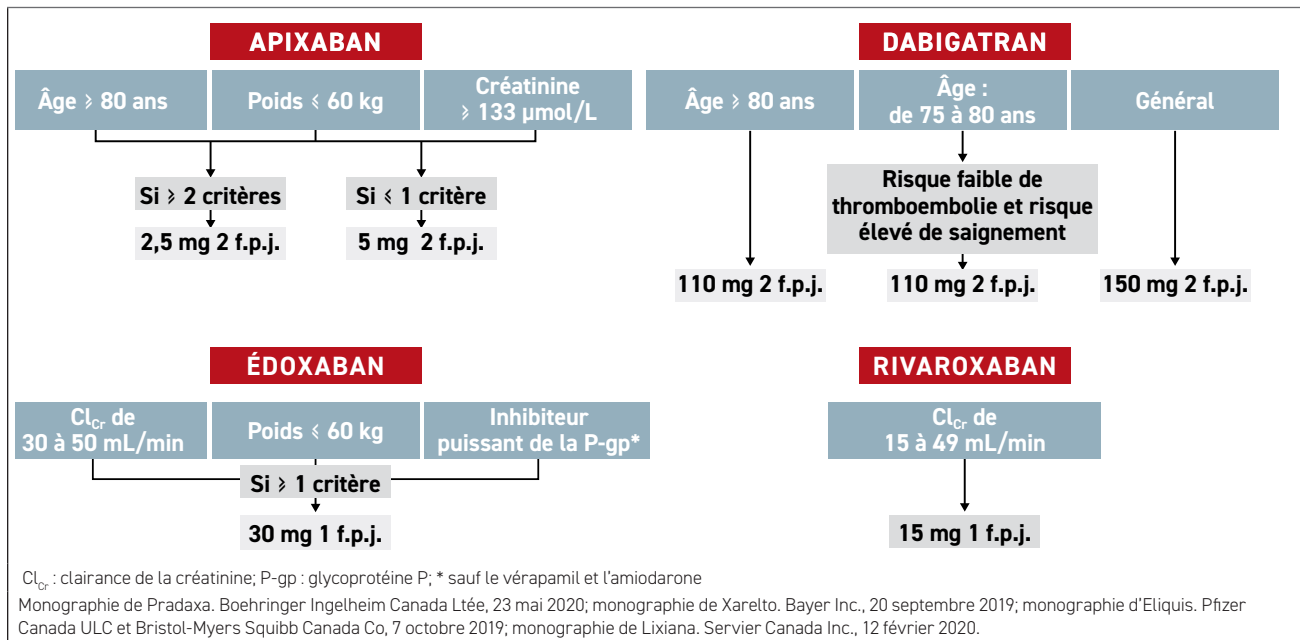 APIXABAN
Âge ⩾ 80 ans
Poids ⩽ 60 kg
Créatinine
⩾ 133 µmol/L
Si ⩾ 2 critères
Si ⩽ 1 critère
2,5 mg 2 f.p.j.
5 mg 2 f.p.j.
DABIGATRAN
Âge ⩾ 80 ans
Âge :
de 75 à 80 ans
Général
Risque faible de
thromboembolie et risque
élevé de saignement
110 mg 2 f.p.j.
110 mg 2 f.p.j.
150 mg 2 f.p.j.
ÉDOXABAN
Cl_Cr de
30 à 50 mL/min
Poids ⩽ 60 kg
Inhibiteur
puissant de la P-gp*
Si ⩾ 1 critère
30 mg 1 f.p.j.
RIVAROXABAN
Cl_Cr de
15 à 49 mL/min
15 mg 1 f.p.j.
Cl_Cr : clairance de la créatinine; P-gp : glycoprotéine P; * sauf le vérapamil et l'amiodarone
Monographie de Pradaxa. Boehringer Ingelheim Canada Ltée, 23 mai 2020; monographie de Xarelto. Bayer Inc., 20 septembre 2019; monographie d'Eliquis. Pfizer
Canada ULC et Bristol-Myers Squibb Canada Co, 7 octobre 2019; monographie de Lixiana. Servier Canada Inc., 12 février 2020.